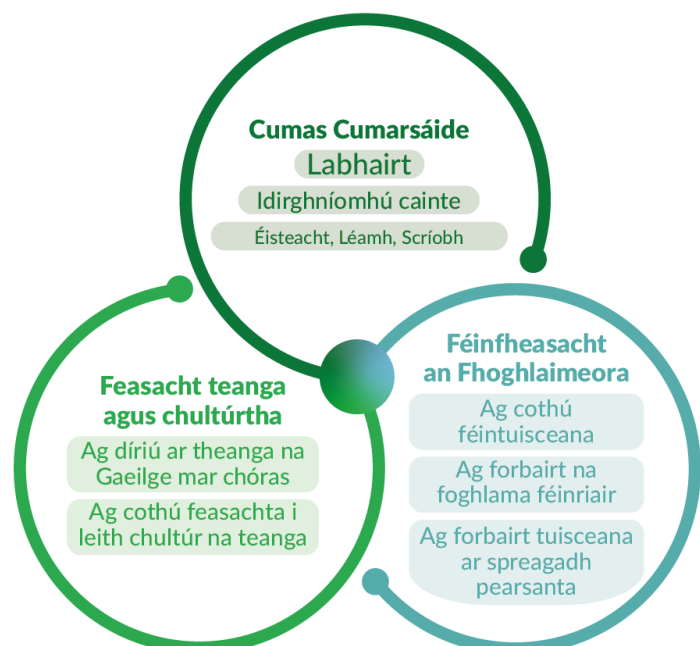 Cumas Cumarsáide
Labhairt
Idirghníomhú cainte
Éisteacht, Léamh, Scríobh
Feasacht teanga
agus chultúrtha
Ag díriú ar theanga na
Gaeilge mar chóras
Ag cothú feasachta i
leith chultúr na teanga
Féinfheasacht
an Fhoghlaimeora
Ag cothú
féintuisceana
Ag forbairt na
foghlama féinriair
Ag forbairt tuisceana
ar spreagadh
pearsanta